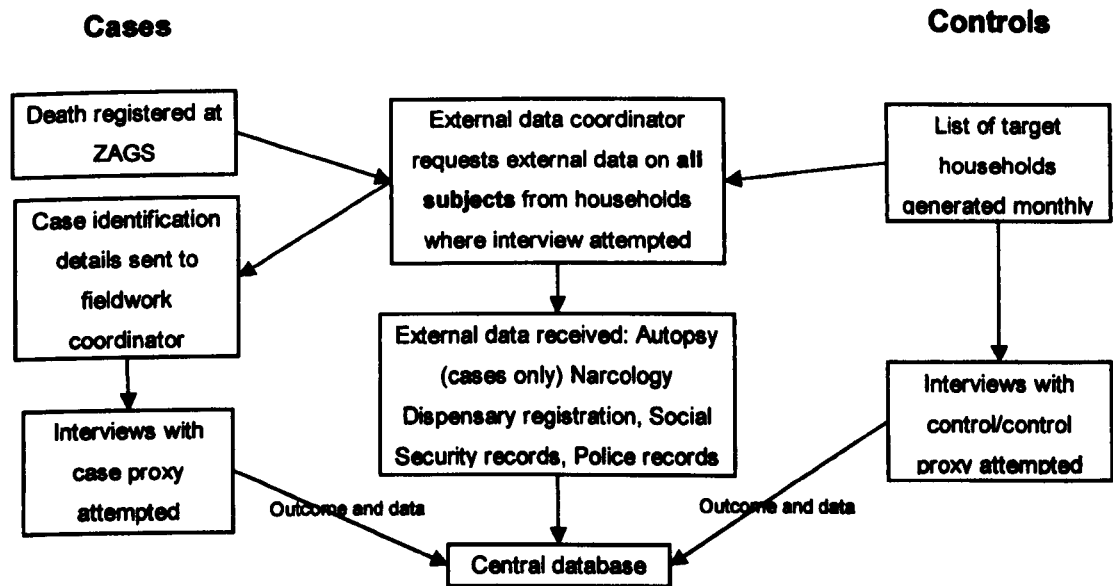 Cases
Controls
Death registered at
ZAGS
External data coordinator
requests external data on all
subjects from households
where interview attempted
List of target
households
generated monthly
Case identification
details sent to
fieldwork
coordinator
External data received: Autopsy
(cases only) Narcology
Dispensary registration, Social
Security records, Police records
Interviews with
control/control
proxy attempted
Interviews with
case proxy
attempted
Outcome and data
Outcome and data
Central database